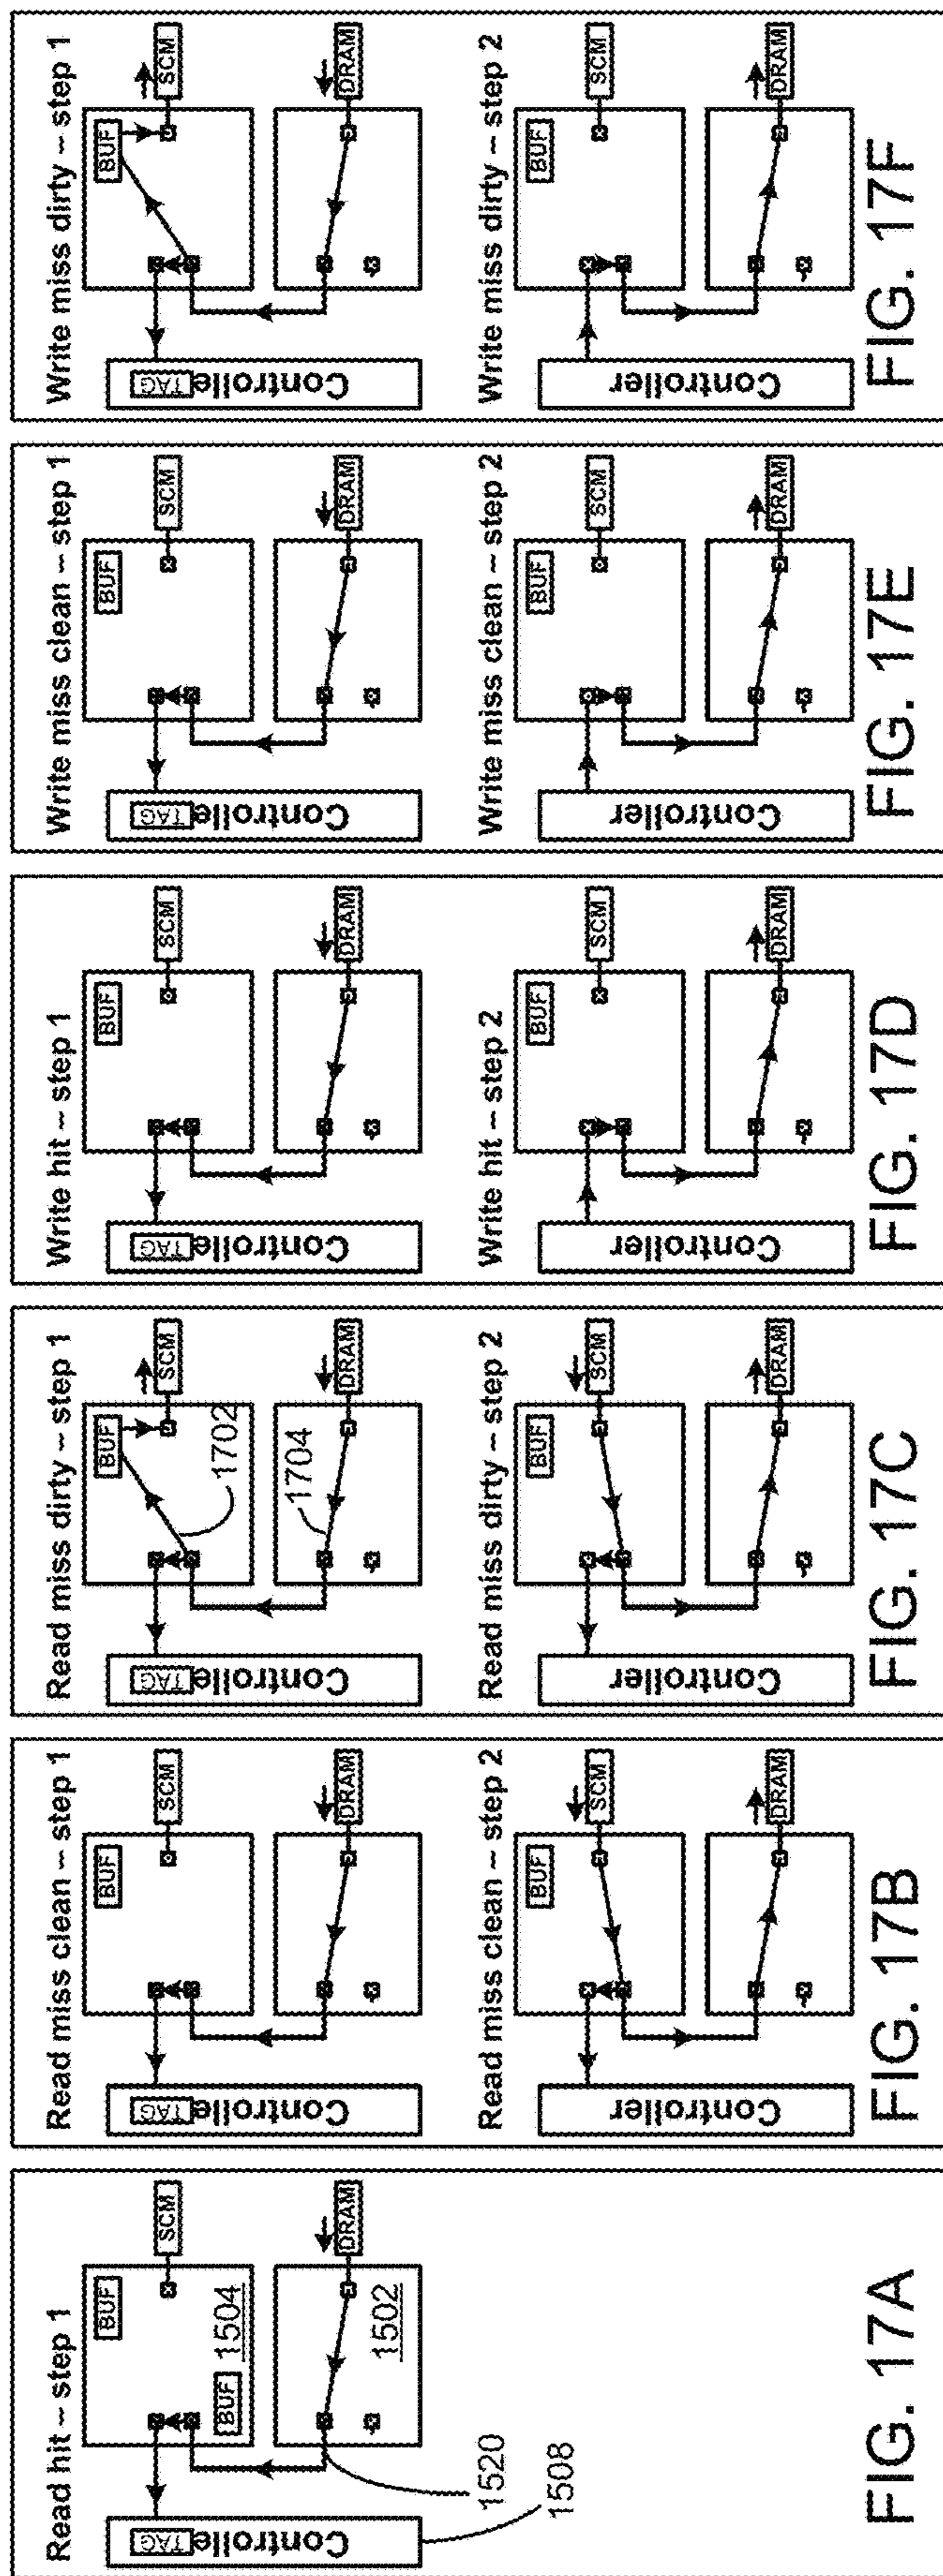 Read hit – step 1
TAG
Controlle
BUF
SCM
BUF
1504
DRAM
1502
1520
1508
FIG. 17A
Read miss clean – step 1
TAG
Controlle
BUF
SCM
DRAM
Read miss clean – step 2
Controller
BUF
SCM
DRAM
FIG. 17B
Read miss dirty – step 1
TAG
Controlle
BUF
SCM
1702
1704
DRAM
Read miss dirty – step 2
Controller
BUF
SCM
DRAM
FIG. 17C
Write hit – step 1
TAG
Controlle
BUF
SCM
DRAM
Write hit – step 2
Controller
BUF
SCM
DRAM
FIG. 17D
Write miss clean – step 1
TAG
Controlle
BUF
SCM
DRAM
Write miss clean – step 2
Controller
BUF
SCM
DRAM
FIG. 17E
Write miss dirty – step 1
TAG
Controlle
BUF
SCM
DRAM
Write miss dirty – step 2
Controller
BUF
SCM
DRAM
FIG. 17F